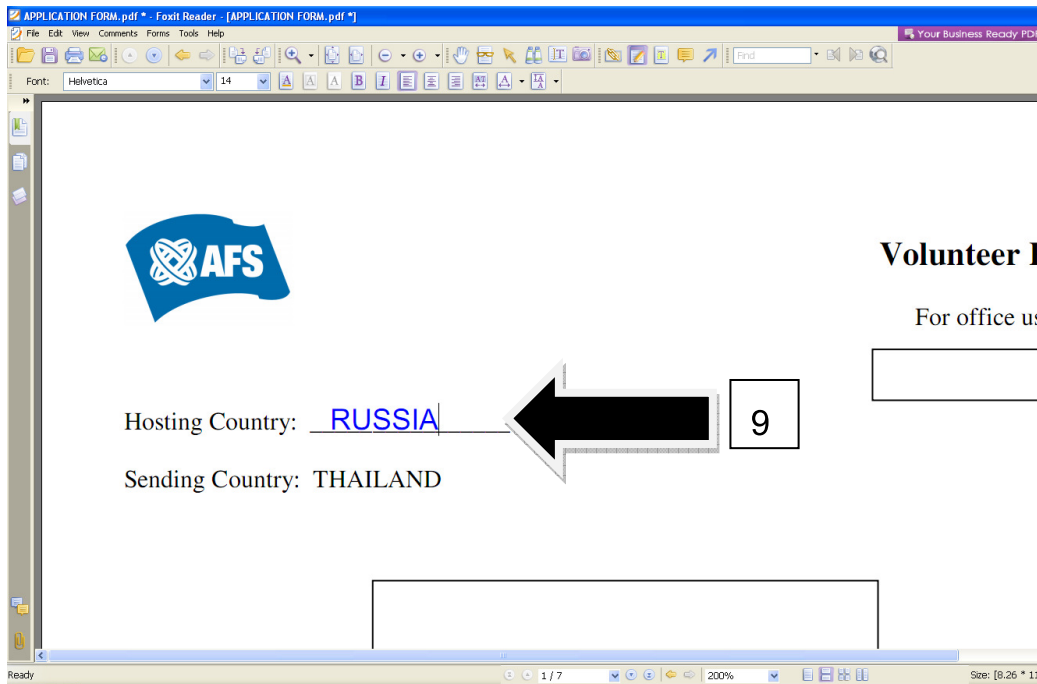 APPLICATION FORM.pdf * - Foxit Reader - [APPLICATION FORM.pdf *]
File Edit View Comments Forms Tools Help
Your Business Ready PD
Find
Font: Helvetica 14
AFS
Volunteer
For office us
Hosting Country: RUSSIA
9
Sending Country: THAILAND
Ready
1 / 7
200%
Size: [8.26 * 11